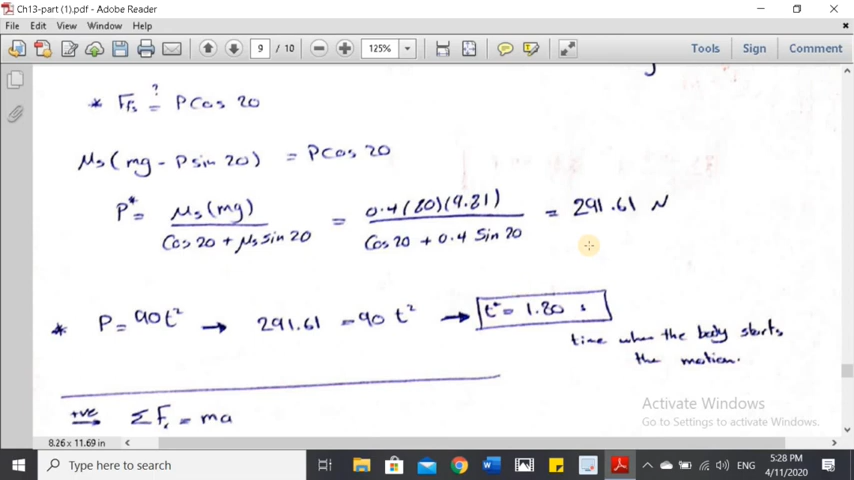 Ch13-part (1).pdf - Adobe Reader
File Edit View Window Help
9 / 10 125% Tools Sign Comment
?
* Ffs = P Cos 20
μs (mg - P sin 20) = P Cos 20
P* = μs (mg) / Cos 20 + μs Sin 20 = 0.4 (80) (9.81) / Cos 20 + 0.4 Sin 20 = 291.61 N
* P = 90t² → 291.61 = 90 t² → t* = 1.80 s
time when the body starts
the motion.
+ve → ΣFx = ma
Activate Windows
Go to Settings to activate Windows.
8.26 x 11.69 in
Type here to search
ENG
5:28 PM
4/11/2020